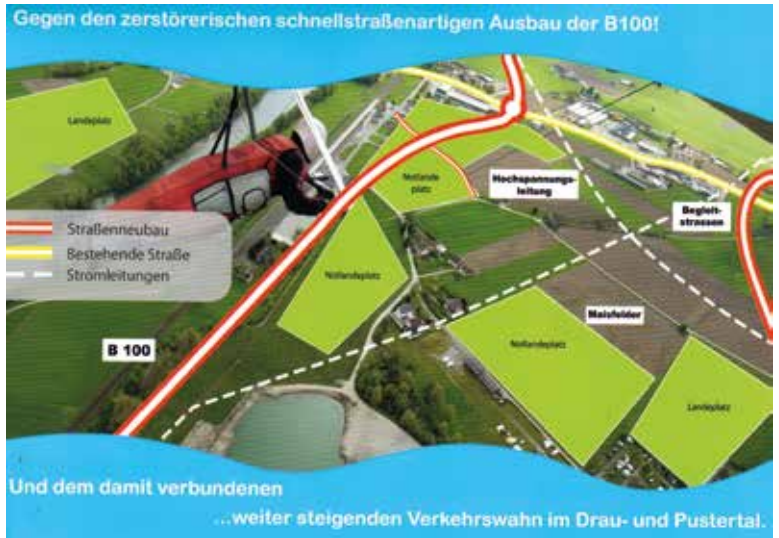 Gegen den zerstörerischen schnellstraßenartigen Ausbau der B100!
Landeplatz
Notlande
platz
Hochspannungs-
leitung
Begleit-
strassen
Straßenneubau
Bestehende Straße
Stromleitungen
Notlandeplatz
B 100
Maisfelder
Notlandeplatz
Landeplatz
Und dem damit verbundenen
...weiter steigenden Verkehrswahn im Drau- und Pustertal.